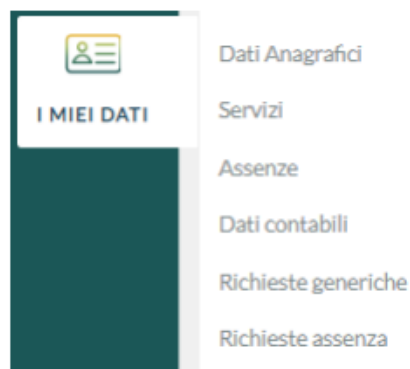 I MIEI DATI
Dati Anagrafici
Servizi
Assenze
Dati contabili
Richieste generiche
Richieste assenza